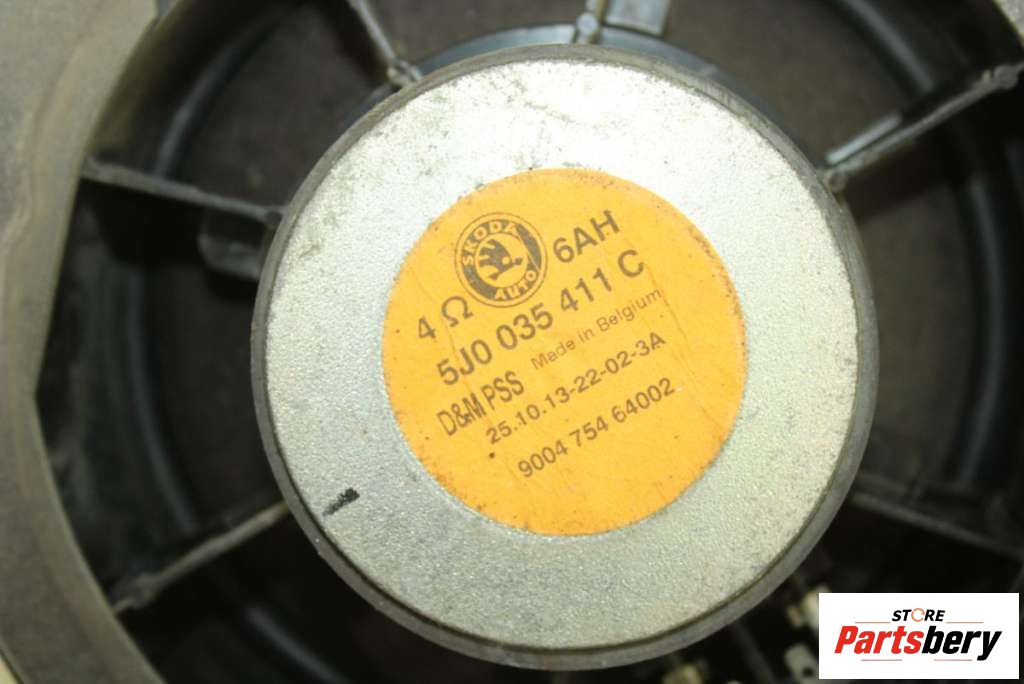 SKODA
AUTO
4 Ω 6AH
5J0 035 411 C
D&M PSS Made in Belgium
25.10.13-22-02-3A
9004 754 64002
STORE
Partsbery